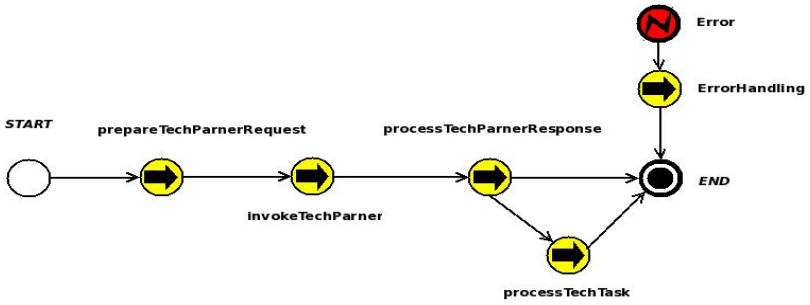 Error
ErrorHandling
START
prepareTechParnerRequest
processTechParnerResponse
END
invokeTechParner
processTechTask